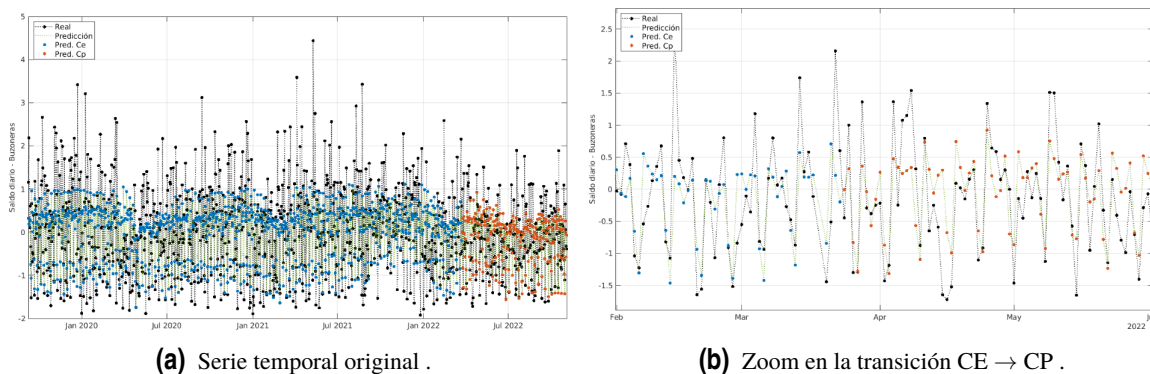 5
4
3
2
1
0
-1
-2
Saldo diario - Buzoneras
Real
Predicción
Pred. Ce
Pred. Cp
Jan 2020
Jul 2020
Jan 2021
Jul 2021
Jan 2022
Jul 2022
(a) Serie temporal original .
2.5
2
1.5
1
0.5
0
-0.5
-1
-1.5
Saldo diario - Buzoneras
Real
Predicción
Pred. Ce
Pred. Cp
Feb
Mar
Apr
May
Ju
2022
(b) Zoom en la transición CE → CP .